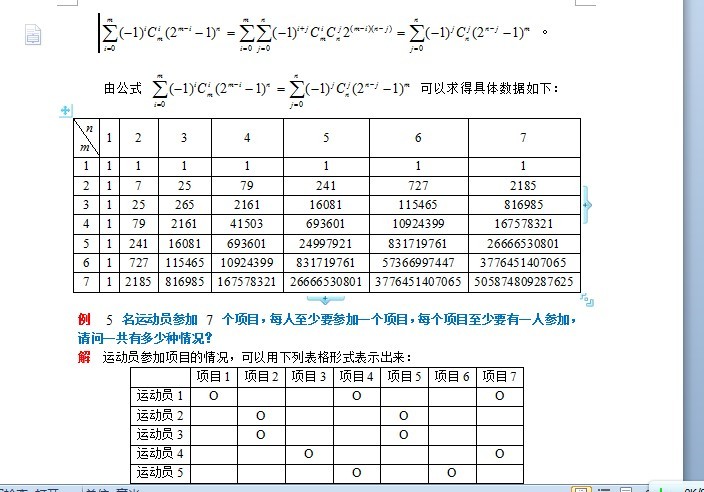 $\sum_{i=0}^{m}(-1)^i C_m^i (2^{m-i}-1)^n = \sum_{i=0}^{m}\sum_{j=0}^{n}(-1)^{i+j} C_m^i C_n^j 2^{(m-i)(n-j)} = \sum_{j=0}^{n}(-1)^j C_n^j (2^{n-j}-1)^m$ 。
由公式 $\sum_{i=0}^{m}(-1)^i C_m^i (2^{m-i}-1)^n = \sum_{j=0}^{n}(-1)^j C_n^j (2^{n-j}-1)^m$ 可以求得具体数据如下：
n
m 1 2 3 4 5 6 7
1 1 1 1 1 1 1 1
2 1 7 25 79 241 727 2185
3 1 25 265 2161 16081 115465 816985
4 1 79 2161 41503 693601 10924399 167578321
5 1 241 16081 693601 24997921 831719761 26666530801
6 1 727 115465 10924399 831719761 57366997447 3776451407065
7 1 2185 816985 167578321 26666530801 3776451407065 505874809287625
例 5 名运动员参加 7 个项目，每人至少要参加一个项目，每个项目至少要有一人参加，
请问一共有多少种情况？
解 运动员参加项目的情况，可以用下列表格形式表示出来：
项目1 项目2 项目3 项目4 项目5 项目6 项目7
运动员1 O O O
运动员2 O O
运动员3 O O
运动员4 O O
运动员5 O O